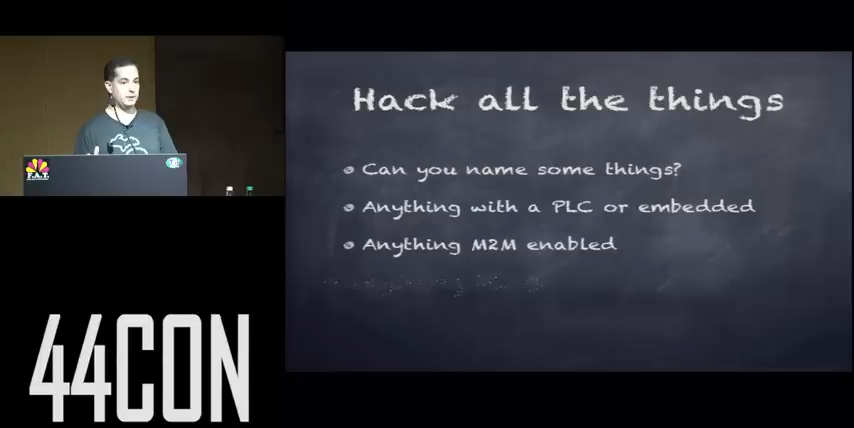 Hack all the things
Can you name some things?
Anything with a PLC or embedded
Anything M2M enabled
F.A.T.
44CON